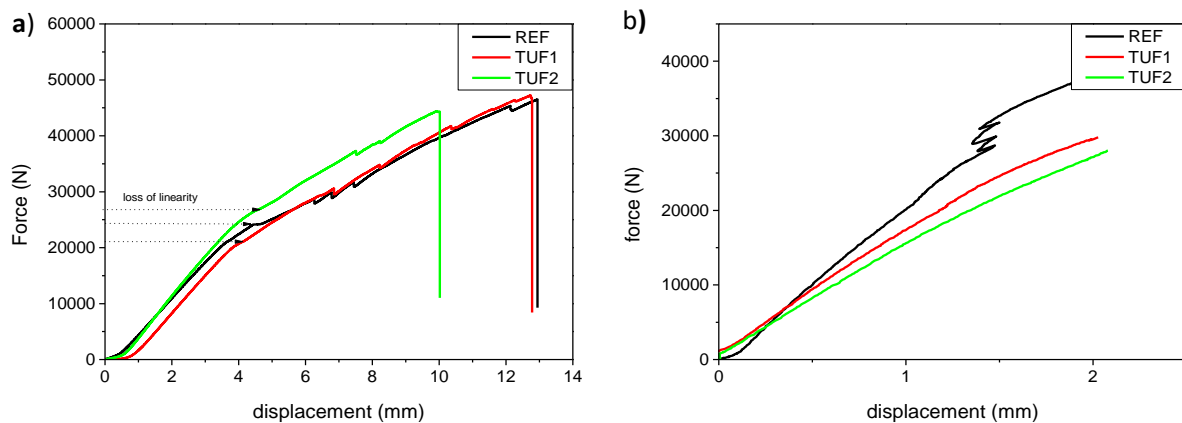 a)
60000
50000
40000
30000
20000
10000
0
Force (N)
loss of linearity
REF
TUF1
TUF2
0 2 4 6 8 10 12 14
displacement (mm)
b)
40000
30000
20000
10000
0
force (N)
REF
TUF1
TUF2
0 1 2
displacement (mm)